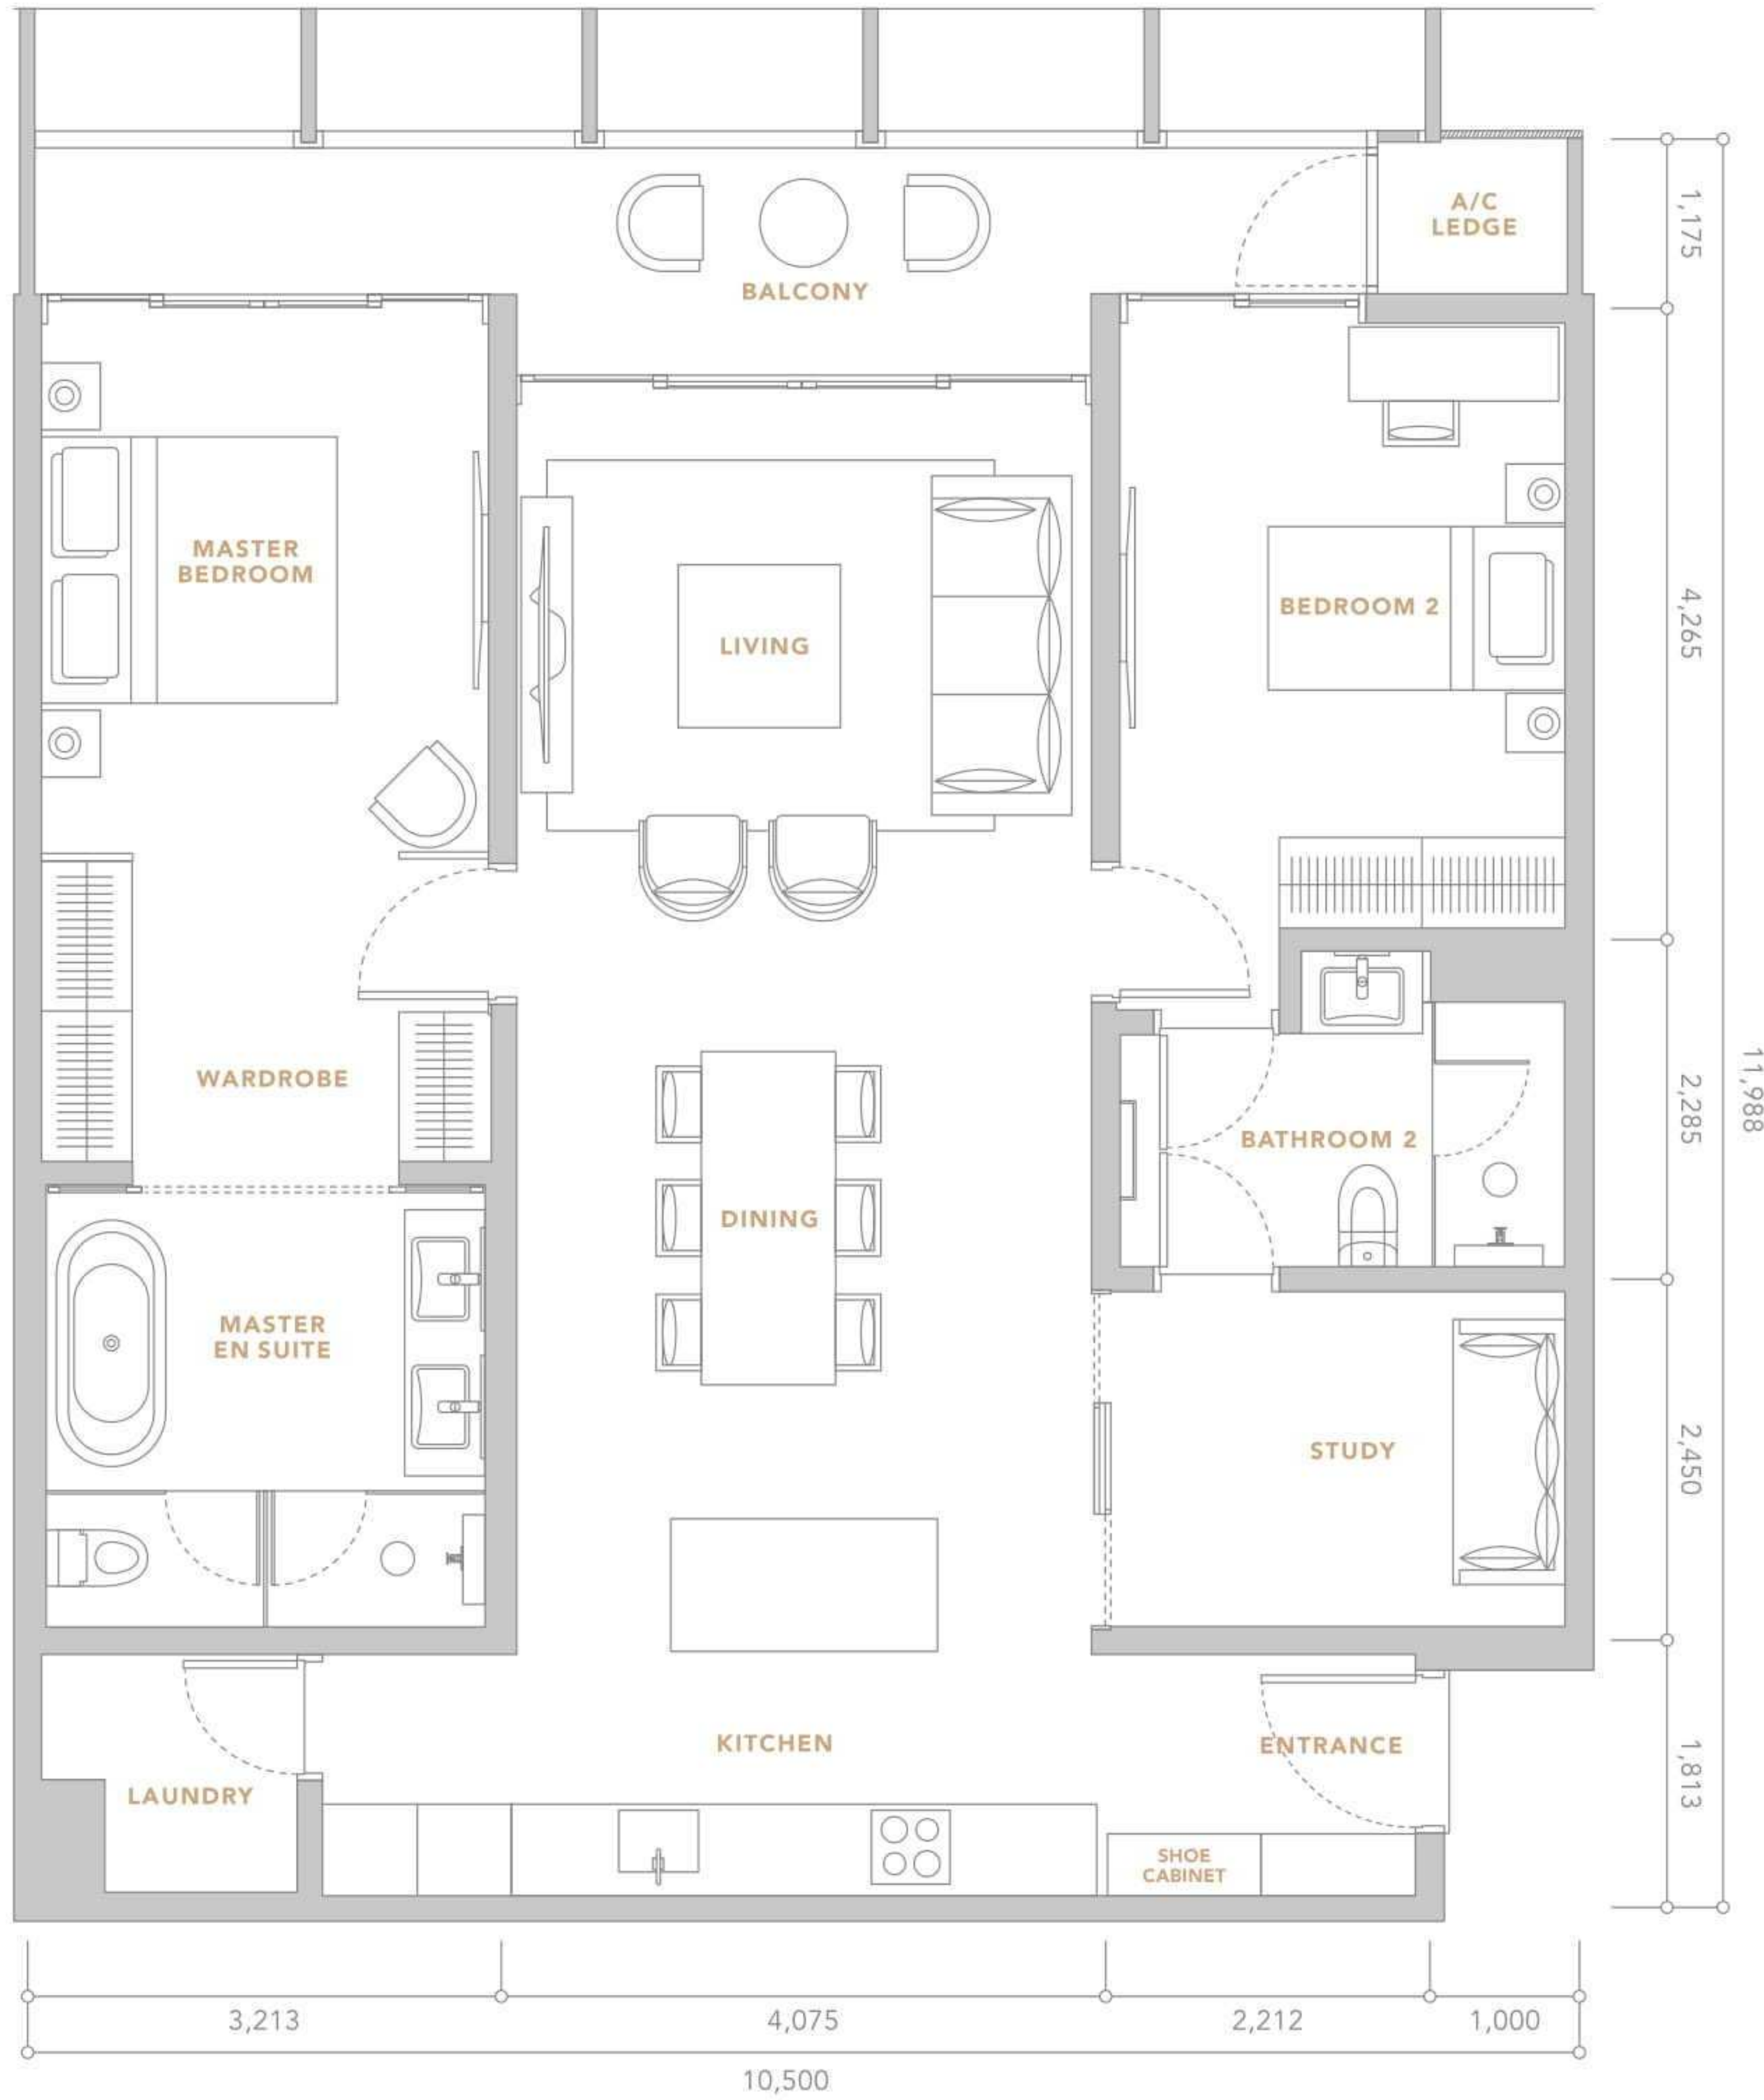 A/C
LEDGE
BALCONY
1,175
MASTER
BEDROOM
LIVING
BEDROOM 2
4,265
WARDROBE
BATHROOM 2
2,285
11,988
DINING
MASTER
EN SUITE
STUDY
2,450
KITCHEN
ENTRANCE
LAUNDRY
1,813
SHOE
CABINET
3,213
4,075
2,212
1,000
10,500